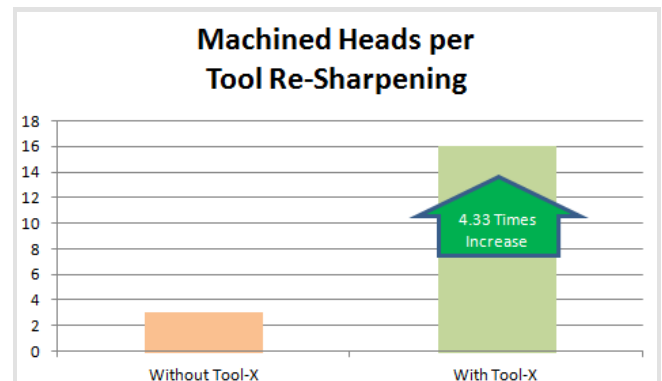 Machined Heads per
Tool Re-Sharpening
18
16
14
12
10
8
6
4
2
0
4.33 Times
Increase
Without Tool-X
With Tool-X